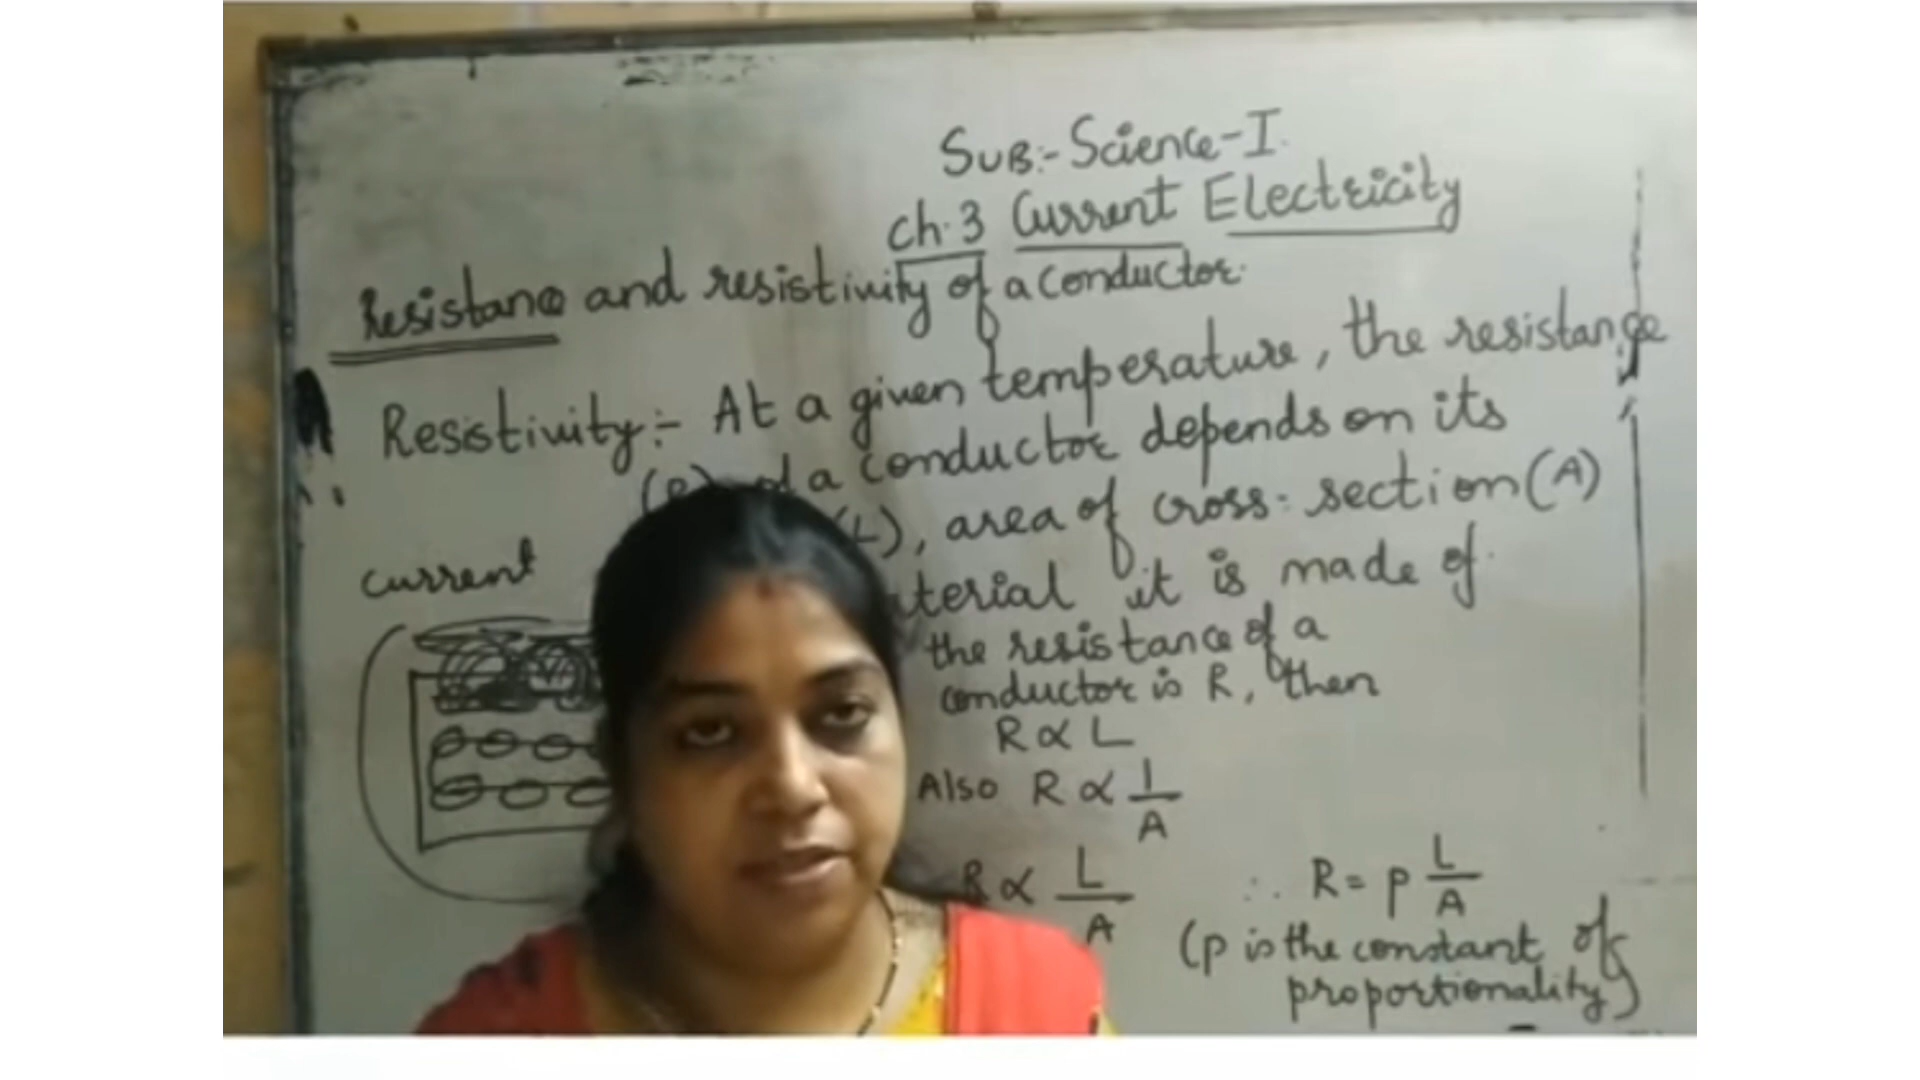 SUB:- Science-I.
Ch.3 Current Electricity
Resistance and resistivity of a conductor.
Resistivity:- At a given temperature, the resistance
(R) of a conductor depends on its
(L), area of cross-section (A)
it is made of.
current
the resistance of a
conductor is R, then
R ∝ L
Also R ∝ 1/A
R ∝ L/A ∴ R = p L/A
(p is the constant of
proportionality)